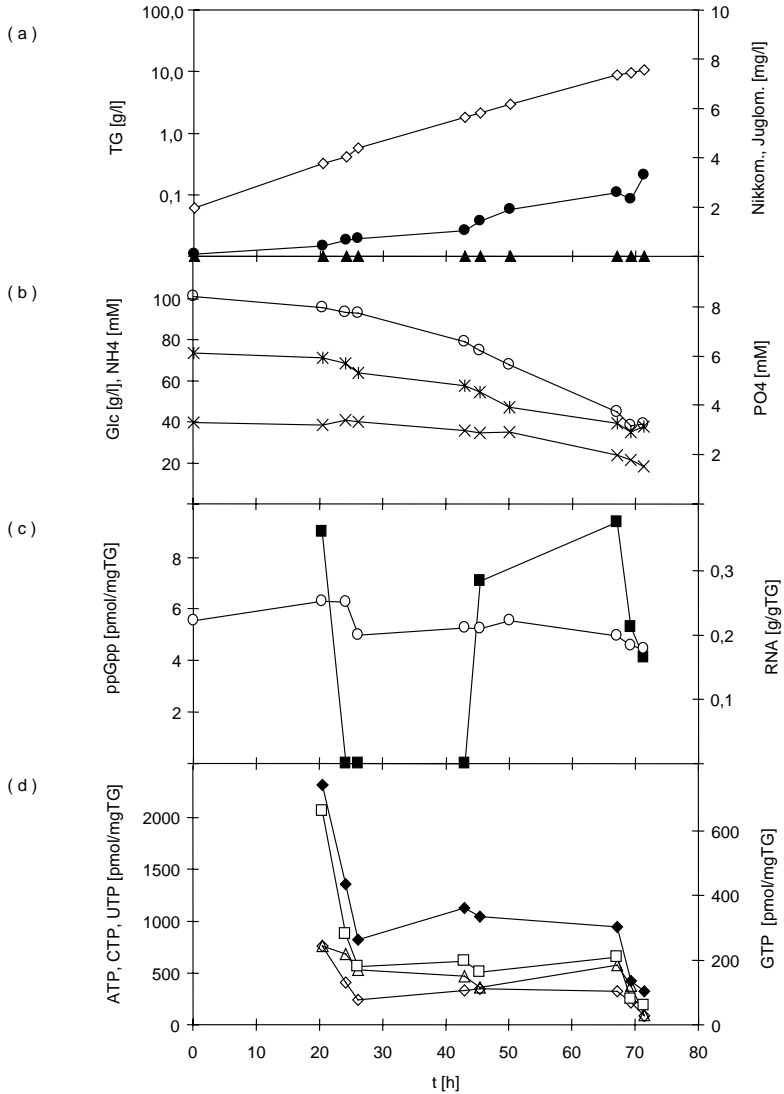 ( a )
100,0
10,0
1,0
0,1
TG [g/l]
10
8
6
4
2
0
Nikkom., Juglom. [mg/l]
( b )
100
80
60
40
20
Glc [g/l], NH4 [mM]
8
6
4
2
PO4 [mM]
( c )
8
6
4
2
ppGpp [pmol/mgTG]
0,3
0,2
0,1
RNA [g/gTG]
( d )
2000
1500
1000
500
0
ATP, CTP, UTP [pmol/mgTG]
600
400
200
0
GTP [pmol/mgTG]
0 10 20 30 40 50 60 70 80
t [h]